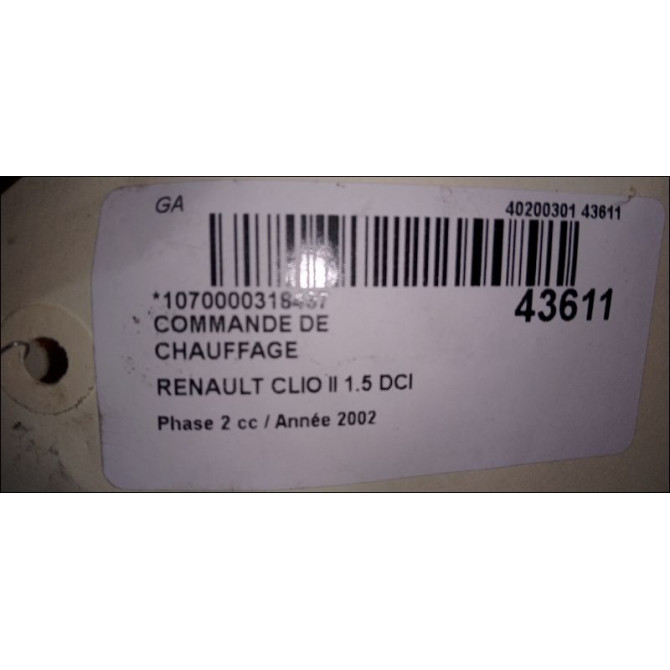 GA
40200301 43611
43611
COMMANDE DE
CHAUFFAGE
RENAULT CLIO II 1.5 DCI
Phase 2 cc / Année 2002